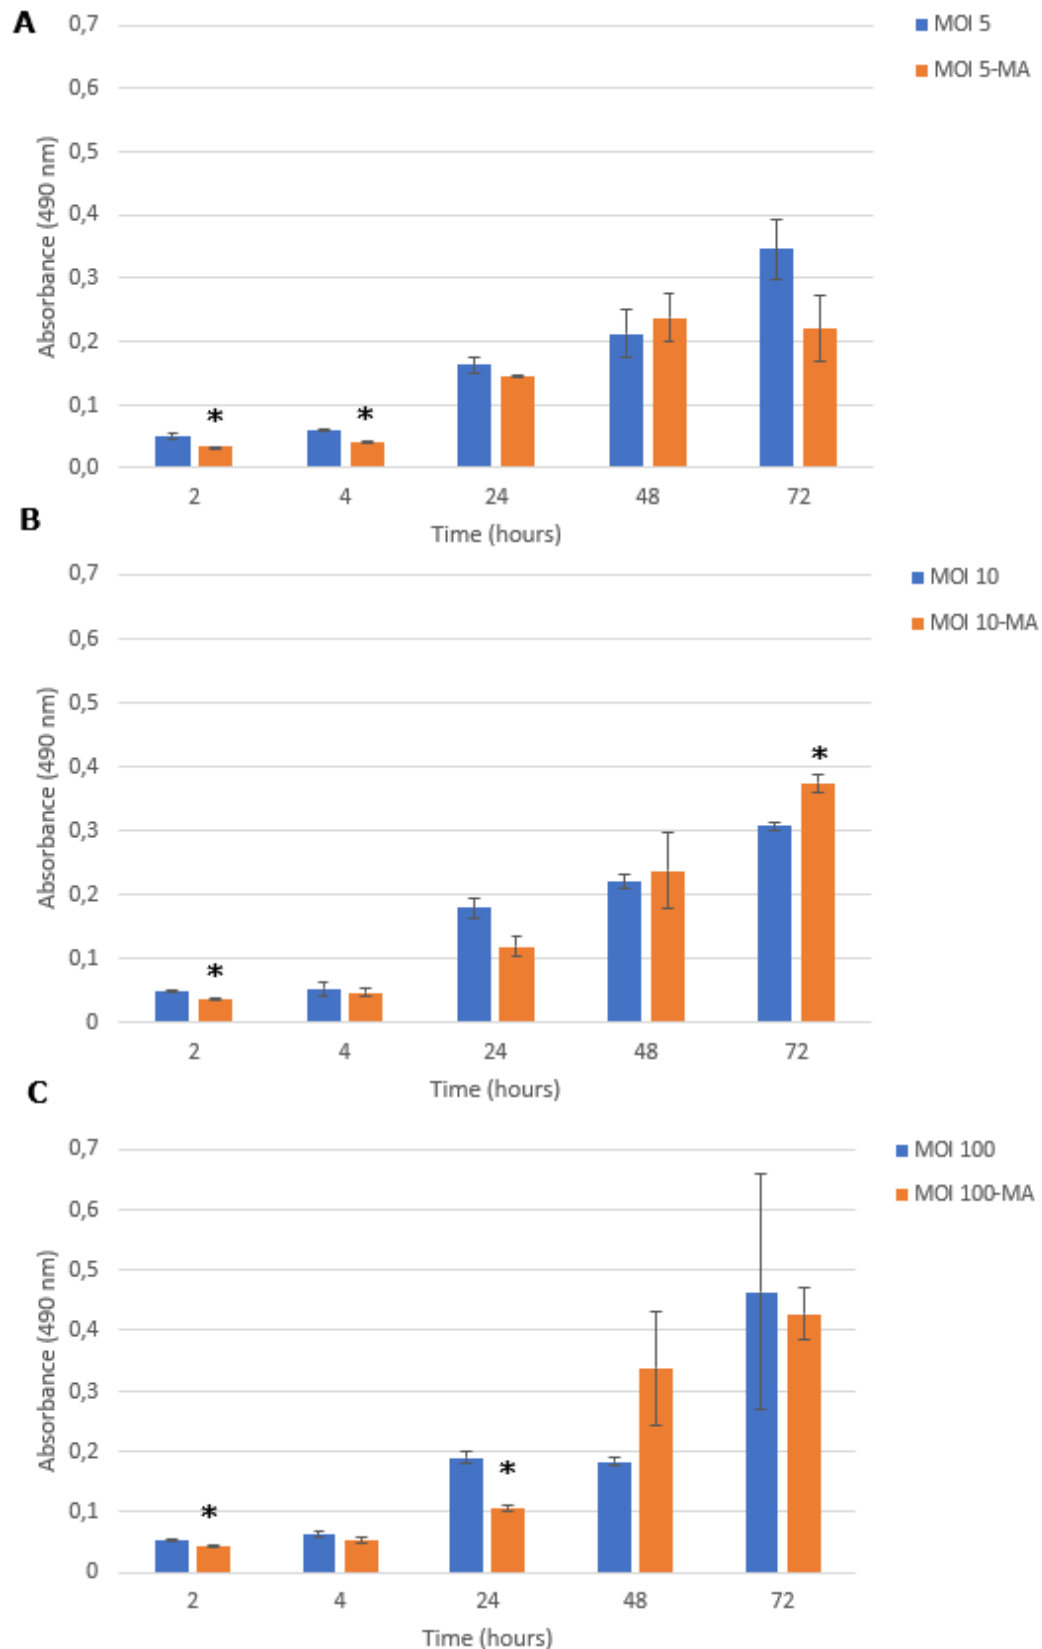 A
0,7
MOI 5
0,6
MOI 5-MA
0,5
0,4
0,3
0,2
0,1
0,0
Absorbance (490 nm)
*
*
2 4 24 48 72
Time (hours)
B
0,7
MOI 10
0,6
MOI 10-MA
0,5
0,4
0,3
0,2
0,1
0
Absorbance (490 nm)
*
*
2 4 24 48 72
Time (hours)
C
0,7
MOI 100
0,6
MOI 100-MA
0,5
0,4
0,3
0,2
0,1
0
Absorbance (490 nm)
*
*
2 4 24 48 72
Time (hours)